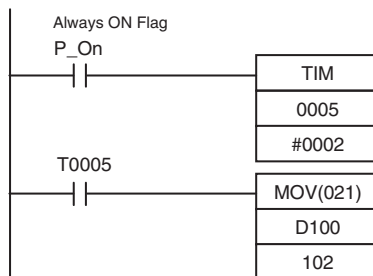 Always ON Flag
P_On
TIM
0005
#0002
T0005
MOV(021)
D100
102